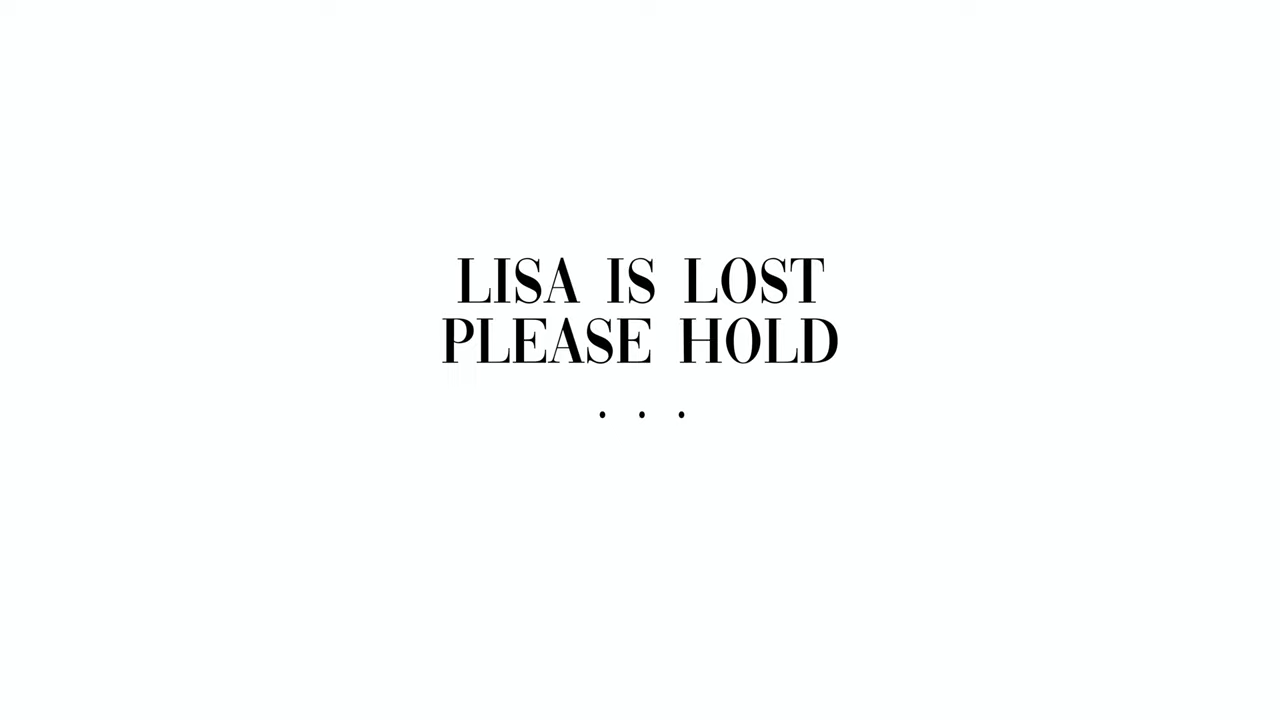 LISA IS LOST
PLEASE HOLD
. . .